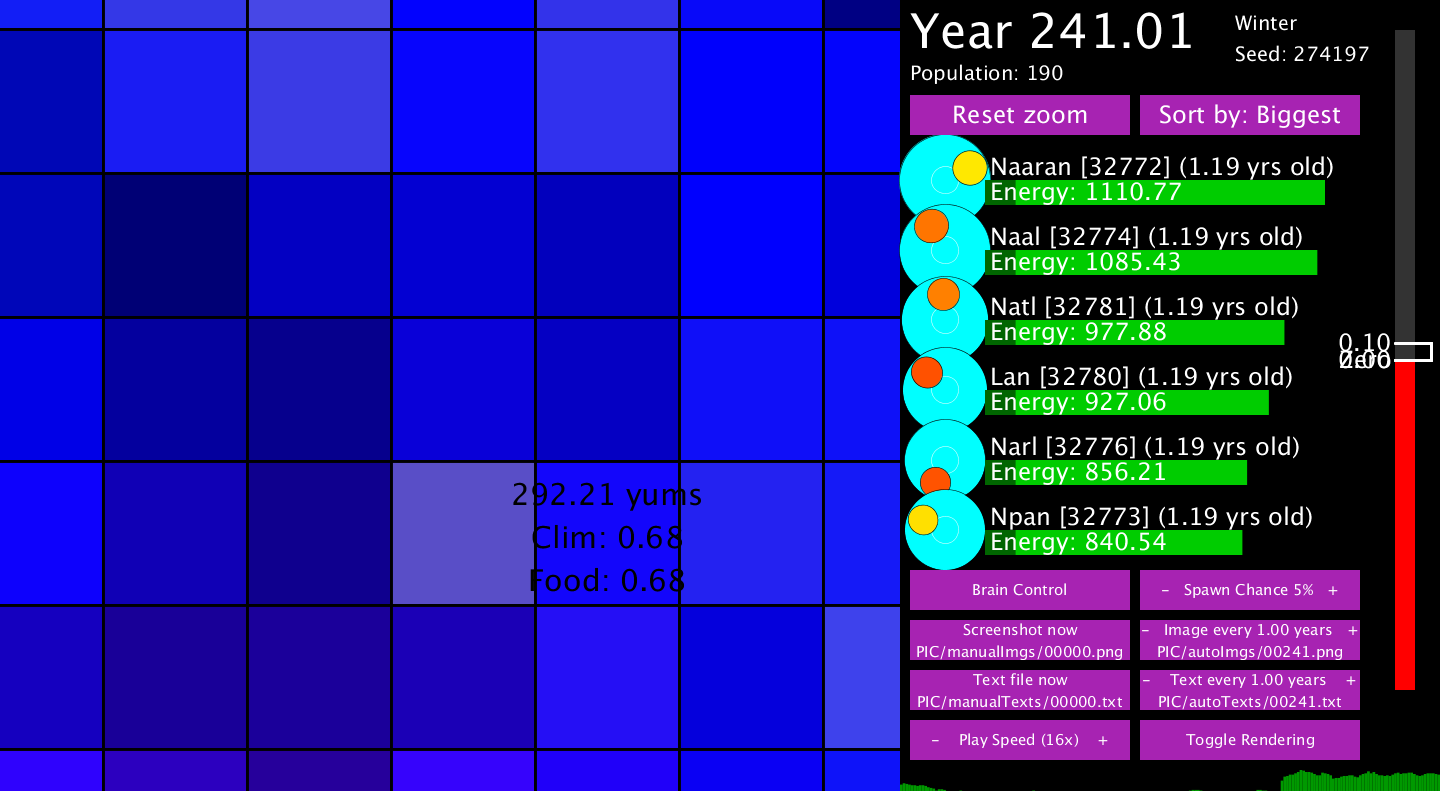 Year 241.01
Winter
Seed: 274197
Population: 190
Reset zoom
Sort by: Biggest
Naaran [32772] (1.19 yrs old)
Energy: 1110.77
Naal [32774] (1.19 yrs old)
Energy: 1085.43
Natl [32781] (1.19 yrs old)
Energy: 977.88
0.10
Lan [32780] (1.19 yrs old)
Energy: 927.06
Narl [32776] (1.19 yrs old)
Energy: 856.21
Npan [32773] (1.19 yrs old)
Energy: 840.54
292.21 yums
Clim: 0.68
Food: 0.68
Brain Control
- Spawn Chance 5% +
Screenshot now
PIC/manualImgs/00000.png
- Image every 1.00 years +
PIC/autoImgs/00241.png
Text file now
PIC/manualTexts/00000.txt
- Text every 1.00 years +
PIC/autoTexts/00241.txt
- Play Speed (16x) +
Toggle Rendering